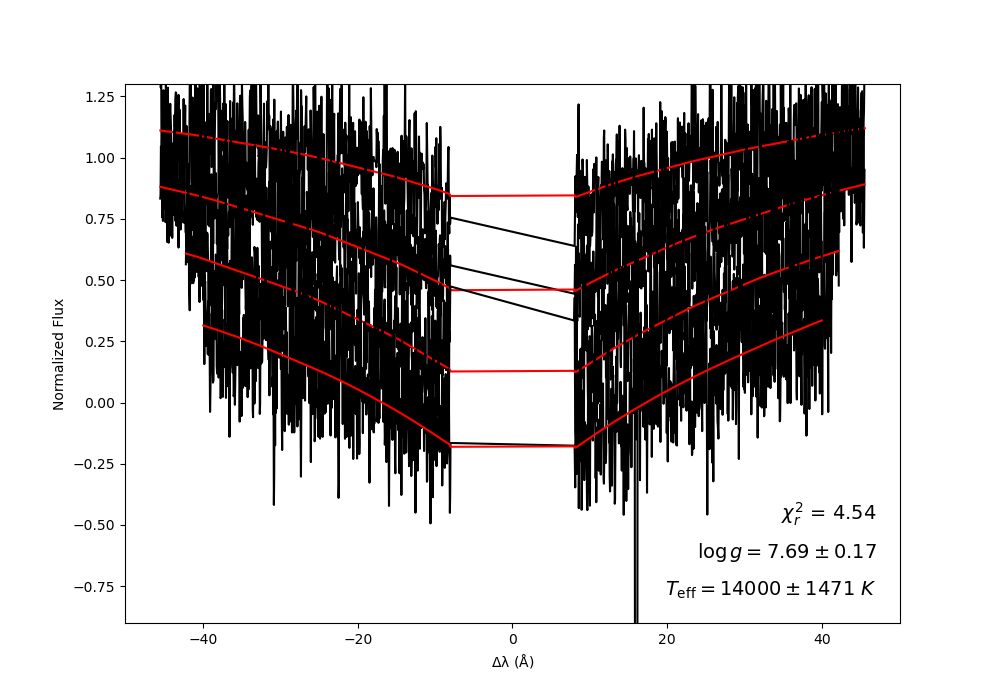 1.25
1.00
0.75
0.50
0.25
0.00
−0.25
−0.50
−0.75
−40
−20
0
20
40
Normalized Flux
Δλ (Å)
χ²ᵣ = 4.54
log g = 7.69 ± 0.17
T_eff = 14000 ± 1471 K